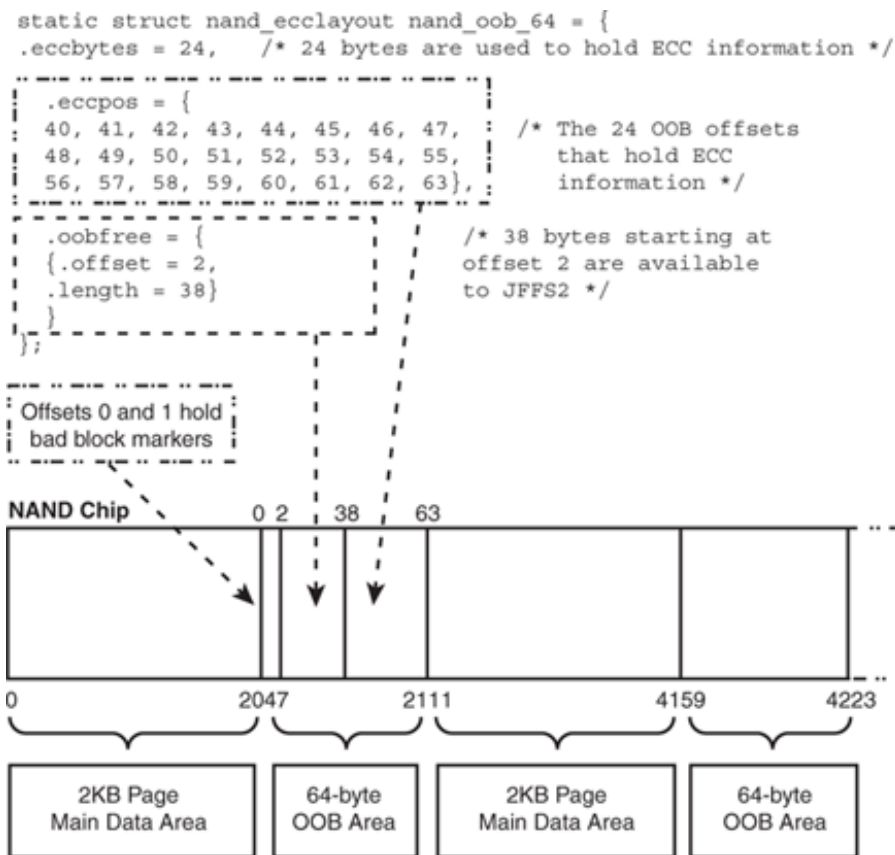 static struct nand_ecclayout nand_oob_64 = {
.eccbytes = 24,   /* 24 bytes are used to hold ECC information */
.eccpos = {
40, 41, 42, 43, 44, 45, 46, 47,   /* The 24 OOB offsets
48, 49, 50, 51, 52, 53, 54, 55,   that hold ECC
56, 57, 58, 59, 60, 61, 62, 63},   information */
.oobfree = {   /* 38 bytes starting at
{.offset = 2,   offset 2 are available
.length = 38}   to JFFS2 */
}
};
Offsets 0 and 1 hold
bad block markers
NAND Chip   0 2   38   63
0   2047   2111   4159   4223
2KB Page   64-byte   2KB Page   64-byte
Main Data Area   OOB Area   Main Data Area   OOB Area